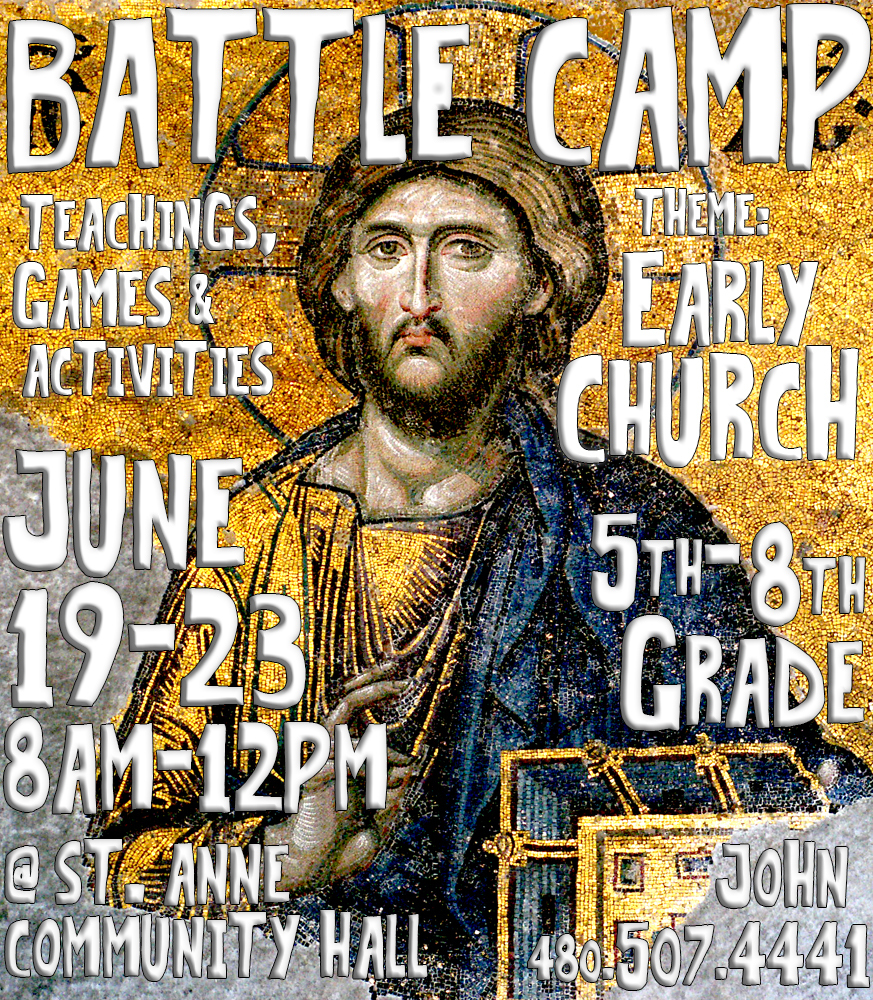 BATTLE CAMP
TEACHINGS,
GAMES &
ACTIVITIES
THEME:
EARLY
CHURCH
JUNE
19-23
8AM-12PM
@ ST. ANNE
COMMUNITY HALL
5TH-8TH
GRADE
JOHN
480.507.4441